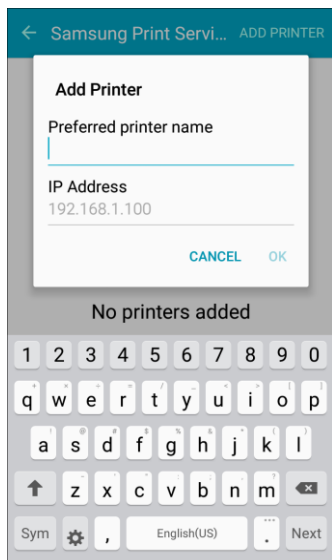 Samsung Print Servi... ADD PRINTER
Add Printer
Preferred printer name
IP Address
192.168.1.100
CANCEL OK
No printers added
1 2 3 4 5 6 7 8 9 0
q w e r t y u i o p
a s d f g h j k l
z x c v b n m
Sym , English(US) . Next